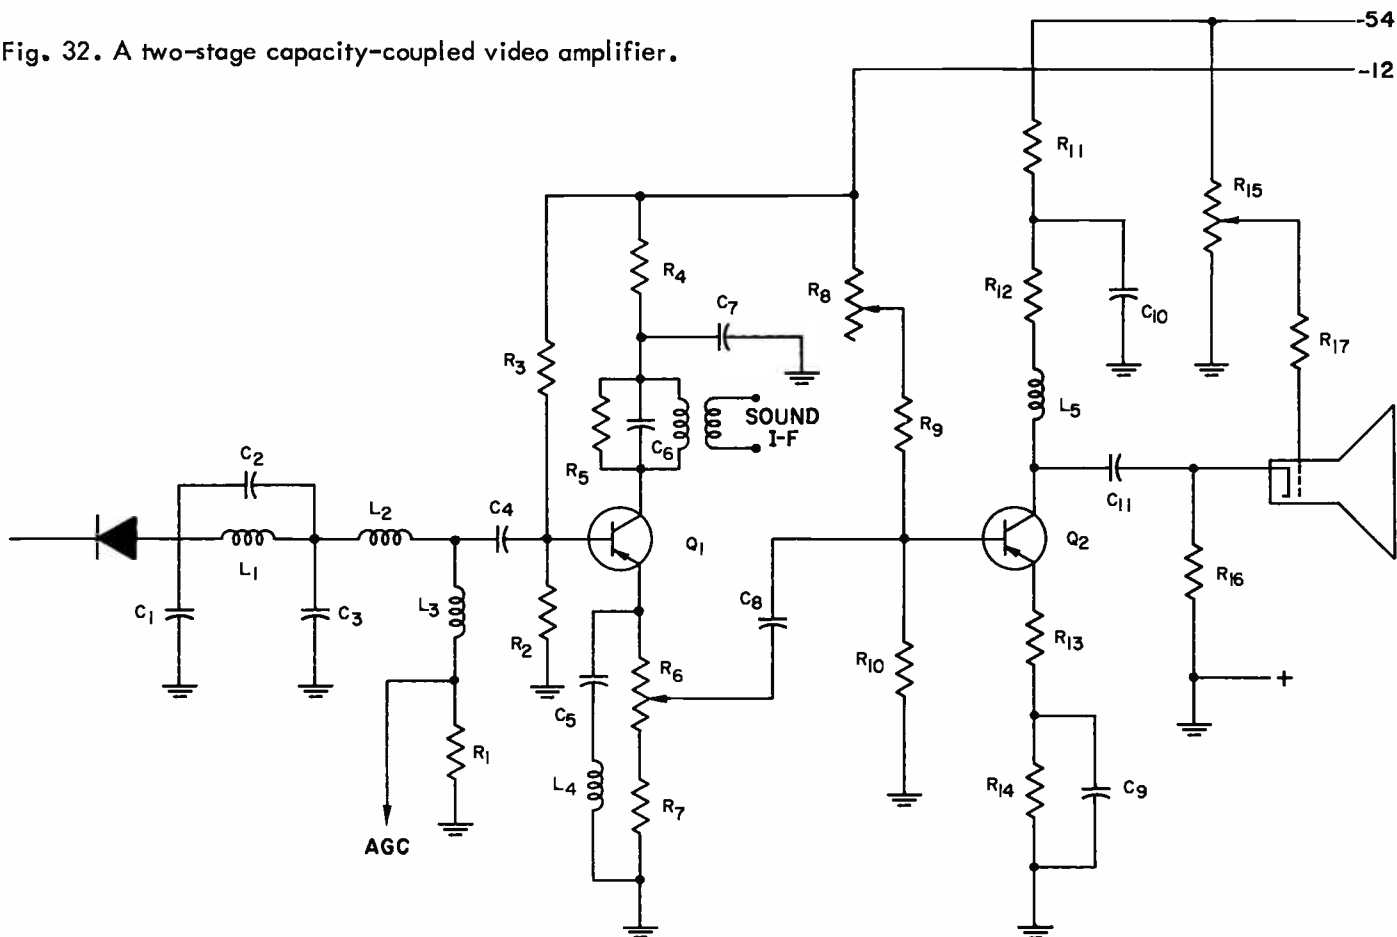 Fig. 32. A two-stage capacity-coupled video amplifier.
-54
-12
R11
R15
R4
C7
R8
R12
C10
R17
R3
SOUND
I-F
L5
C6
R9
R5
C2
C4
L2
C11
L1
Q1
Q2
C1
C3
L3
C8
R16
R2
R6
R10
R13
+
C5
R1
L4
R7
R14
C9
AGC